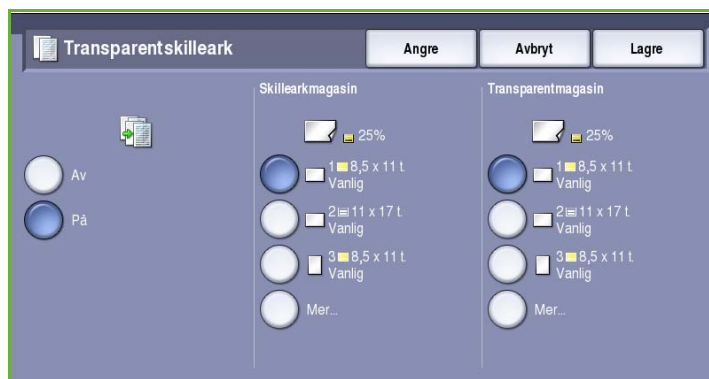 Transparentskilleark
Angre
Avbryt
Lagre
Av
På
Skillearkmagasin
25%
1 8,5 x 11 t.
Vanlig
2 11 x 17 t.
Vanlig
3 8,5 x 11 t.
Vanlig
Mer...
Transparentmagasin
25%
1 8,5 x 11 t.
Vanlig
2 11 x 17 t.
Vanlig
3 8,5 x 11 t.
Vanlig
Mer...